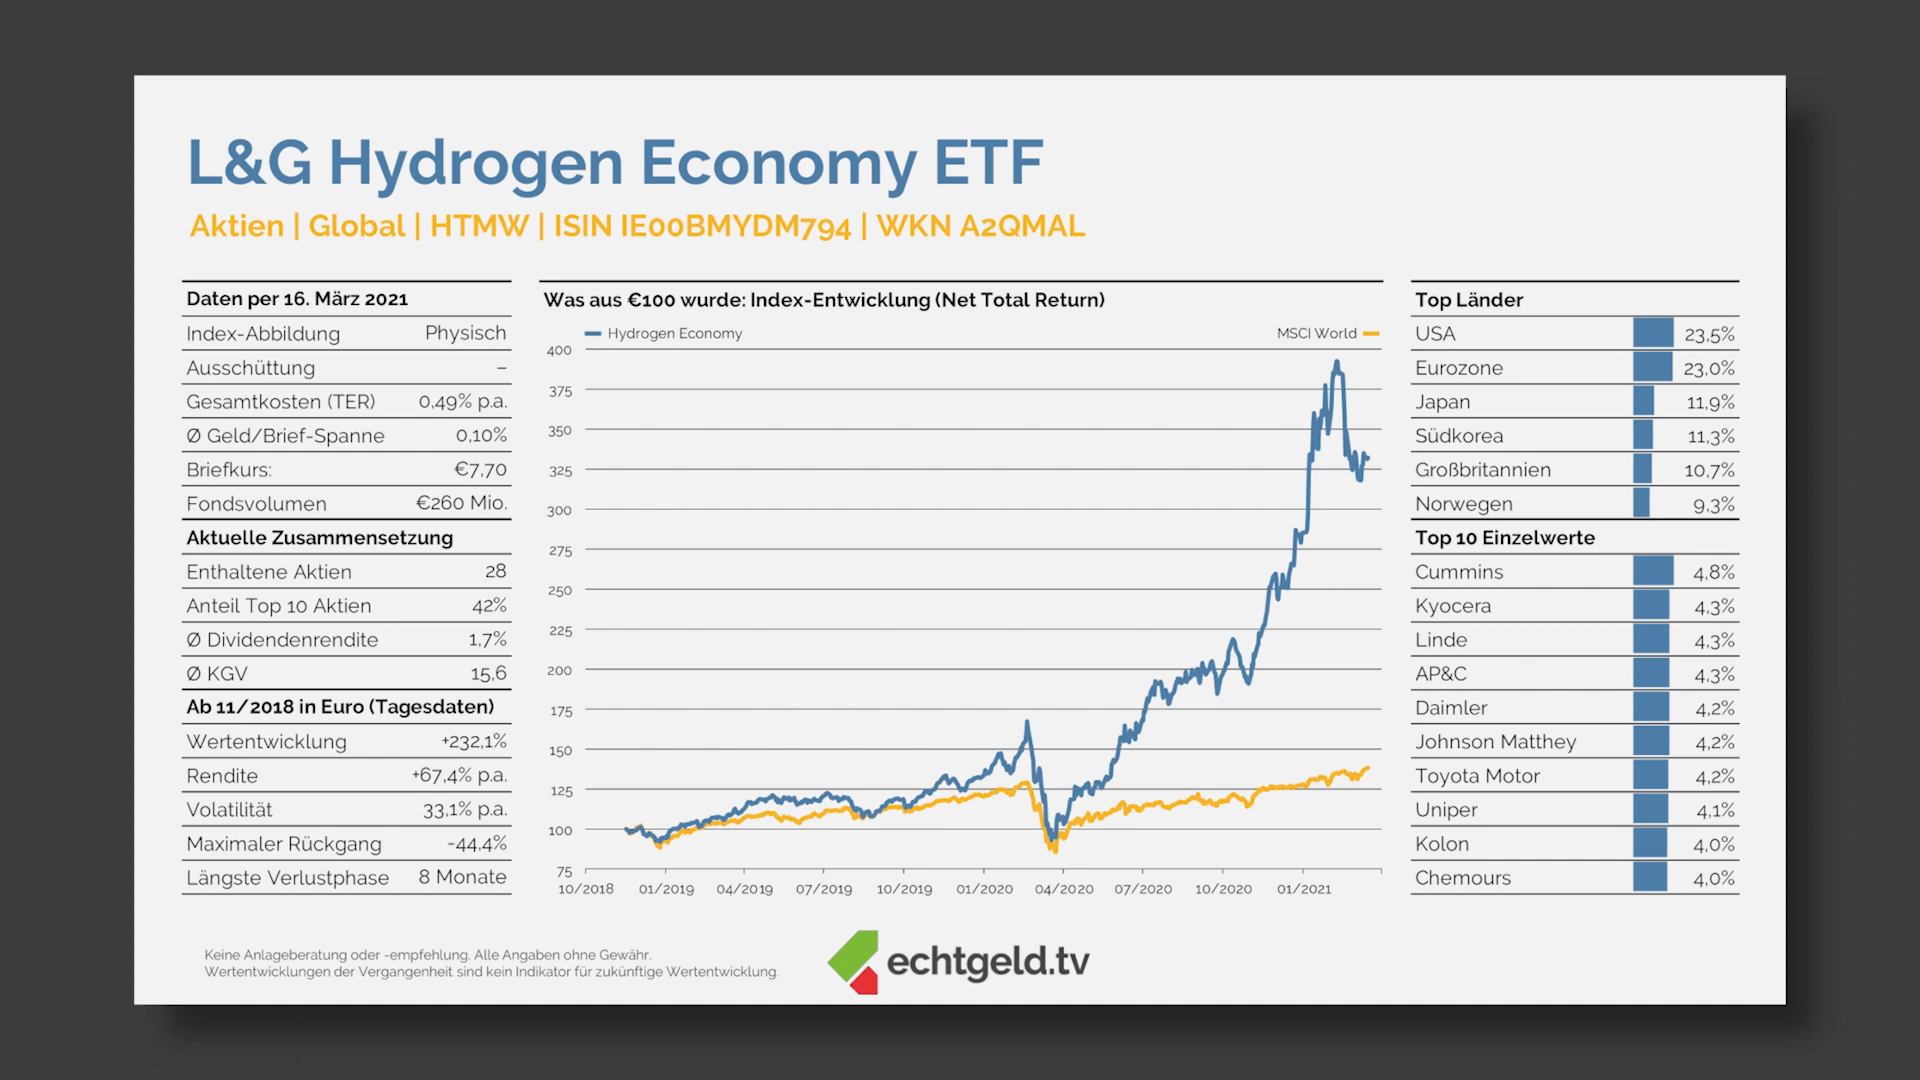 L&G Hydrogen Economy ETF
Aktien | Global | HTMW | ISIN IE00BMYDM794 | WKN A2QMAL
Daten per 16. März 2021
Index-Abbildung Physisch
Ausschüttung –
Gesamtkosten (TER) 0,49% p.a.
Ø Geld/Brief-Spanne 0,10%
Briefkurs: €7,70
Fondsvolumen €260 Mio.
Aktuelle Zusammensetzung
Enthaltene Aktien 28
Anteil Top 10 Aktien 42%
Ø Dividendenrendite 1,7%
Ø KGV 15,6
Ab 11/2018 in Euro (Tagesdaten)
Wertentwicklung +232,1%
Rendite +67,4% p.a.
Volatilität 33,1% p.a.
Maximaler Rückgang -44,4%
Längste Verlustphase 8 Monate
Was aus €100 wurde: Index-Entwicklung (Net Total Return)
Hydrogen Economy MSCI World
400
375
350
325
300
275
250
225
200
175
150
125
100
75
10/2018 01/2019 04/2019 07/2019 10/2019 01/2020 04/2020 07/2020 10/2020 01/2021
Top Länder
USA 23,5%
Eurozone 23,0%
Japan 11,9%
Südkorea 11,3%
Großbritannien 10,7%
Norwegen 9,3%
Top 10 Einzelwerte
Cummins 4,8%
Kyocera 4,3%
Linde 4,3%
AP&C 4,3%
Daimler 4,2%
Johnson Matthey 4,2%
Toyota Motor 4,2%
Uniper 4,1%
Kolon 4,0%
Chemours 4,0%
Keine Anlageberatung oder -empfehlung. Alle Angaben ohne Gewähr.
Wertentwicklungen der Vergangenheit sind kein Indikator für zukünftige Wertentwicklung.
echtgeld.tv